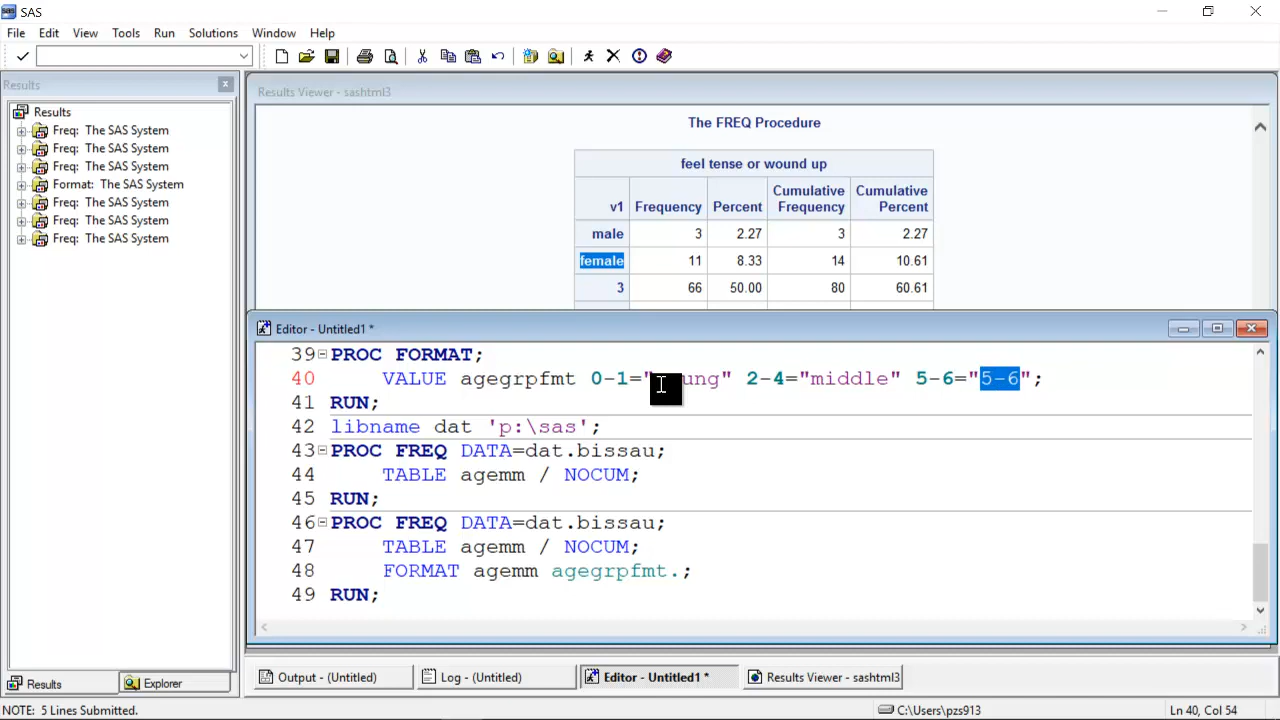 SAS
File Edit View Tools Run Solutions Window Help
Results
Results
Freq: The SAS System
Freq: The SAS System
Freq: The SAS System
Format: The SAS System
Freq: The SAS System
Freq: The SAS System
Freq: The SAS System
Results Explorer
Results Viewer - sashtml3
The FREQ Procedure
feel tense or wound up
v1 Frequency Percent Cumulative Frequency Cumulative Percent
male 3 2.27 3 2.27
female 11 8.33 14 10.61
3 66 50.00 80 60.61
Editor - Untitled1 *
39 PROC FORMAT;
40 VALUE agegrpfmt 0-1="ung" 2-4="middle" 5-6="5-6";
41 RUN;
42 libname dat 'p:\sas';
43 PROC FREQ DATA=dat.bissau;
44 TABLE agemm / NOCUM;
45 RUN;
46 PROC FREQ DATA=dat.bissau;
47 TABLE agemm / NOCUM;
48 FORMAT agemm agegrpfmt.;
49 RUN;
Output - (Untitled) Log - (Untitled) Editor - Untitled1 * Results Viewer - sashtml3
NOTE: 5 Lines Submitted. C:\Users\pzs913 Ln 40, Col 54